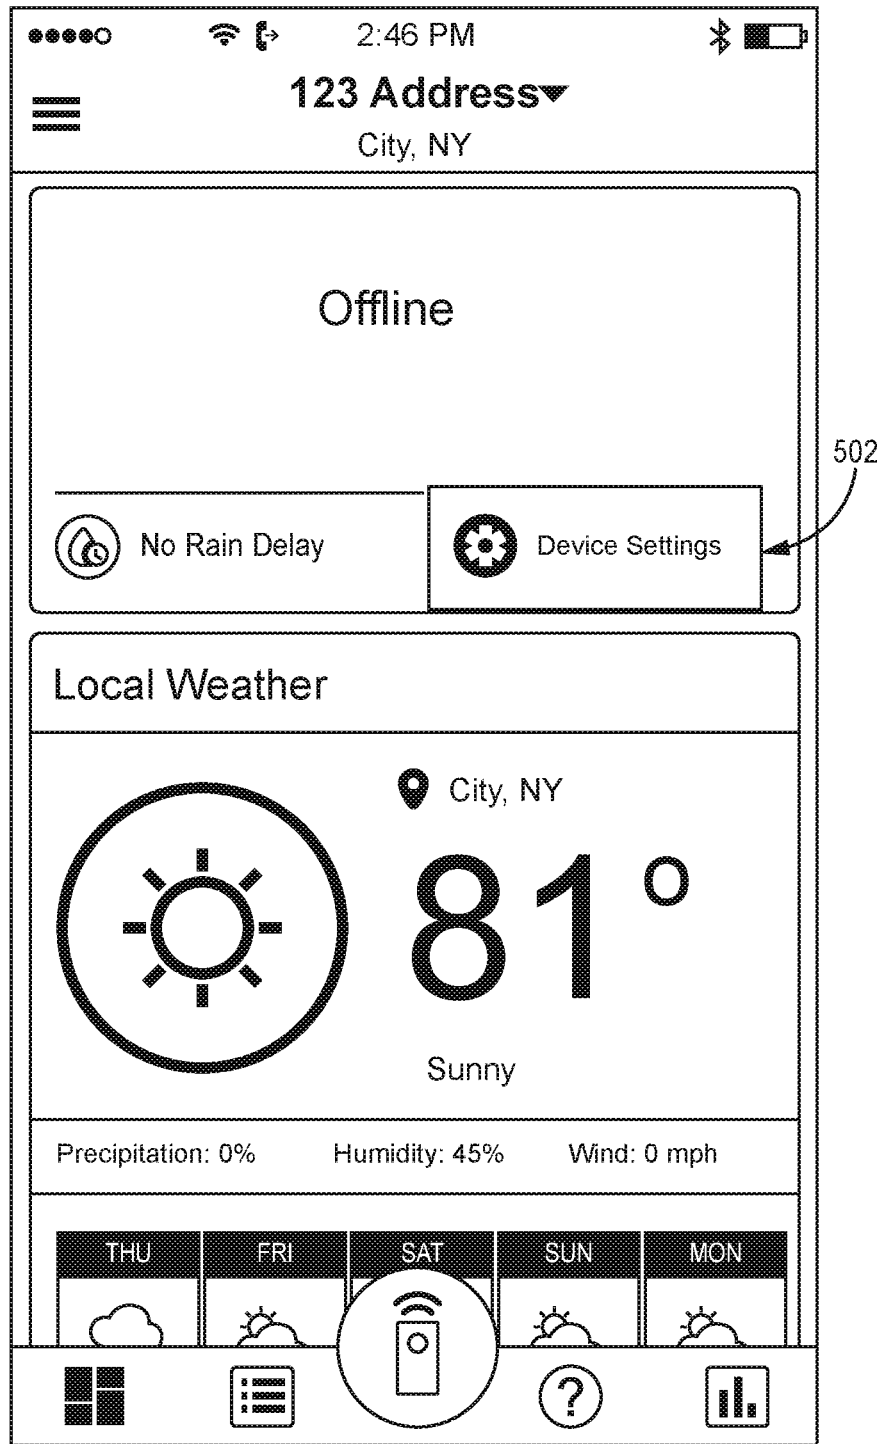 2:46 PM
123 Address
City, NY
Offline
502
No Rain Delay
Device Settings
Local Weather
City, NY
81°
Sunny
Precipitation: 0% Humidity: 45% Wind: 0 mph
THU FRI SAT SUN MON
?